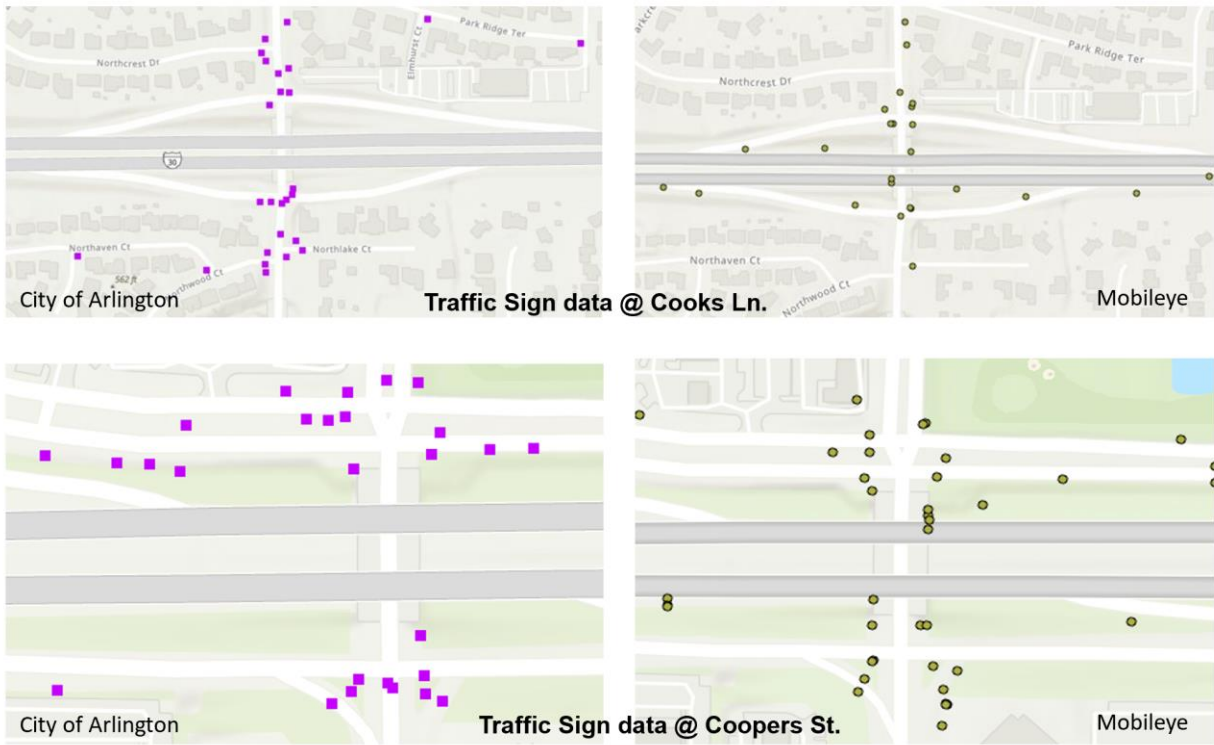 Park Ridge Ter
Elmhurst Ct
Northcrest Dr
30
Northaven Ct
Northlake Ct
562 ft
Northwood Ct
City of Arlington
Park Ridge Ter
Northcrest Dr
Northaven Ct
Northwood Ct
Mobileye
Traffic Sign data @ Cooks Ln.
City of Arlington
Traffic Sign data @ Coopers St.
Mobileye